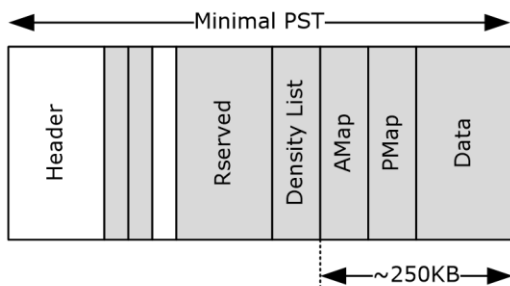 Minimal PST
Header
Rserved
Density List
AMap
PMap
Data
~250KB